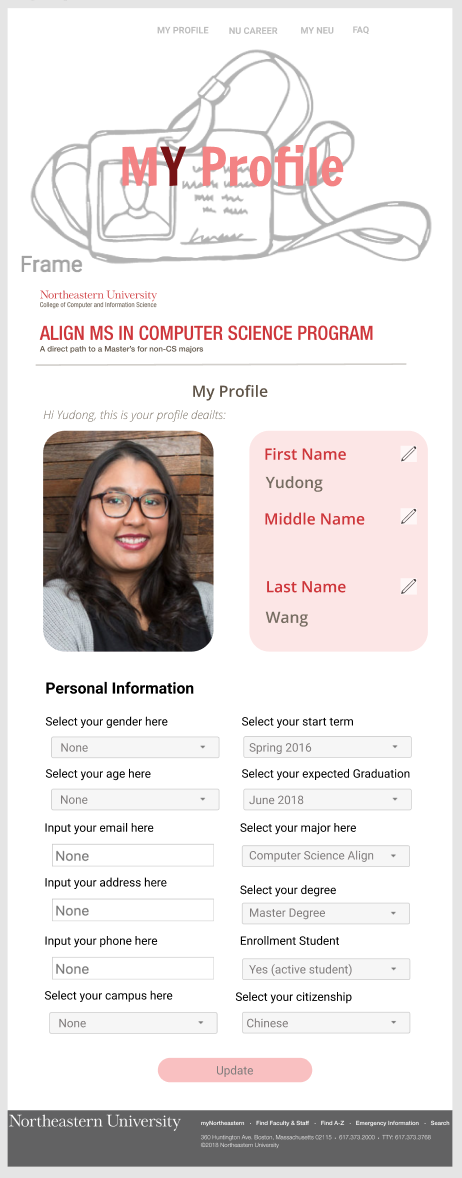 MY PROFILE NU CAREER MY NEU FAQ
MY Profile
Frame
Northeastern University
College of Computer and Information Science
ALIGN MS IN COMPUTER SCIENCE PROGRAM
A direct path to a Master's for non-CS majors
My Profile
Hi Yudong, this is your profile deailts:
First Name
Yudong
Middle Name
Last Name
Wang
Personal Information
Select your gender here
None
Select your start term
Spring 2016
Select your age here
None
Select your expected Graduation
June 2018
Input your email here
None
Select your major here
Computer Science Align
Input your address here
None
Select your degree
Master Degree
Input your phone here
None
Enrollment Student
Yes (active student)
Select your campus here
None
Select your citizenship
Chinese
Update
Northeastern University
myNortheastern - Find Faculty & Staff - Find A-Z - Emergency Information - Search
360 Huntington Ave. Boston, Massachusetts 02115 • 617.373.2000 • TTY: 617.373.3768
©2018 Northeastern University